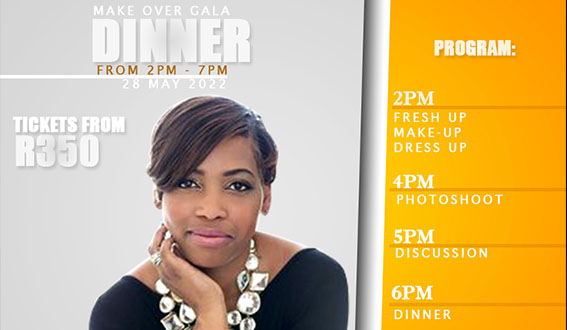 MAKE OVER GALA
DINNER
FROM 2PM - 7PM
28 MAY 2022
TICKETS FROM
R350
PROGRAM:
2PM
FRESH UP
MAKE-UP
DRESS UP
4PM
PHOTOSHOOT
5PM
DISCUSSION
6PM
DINNER